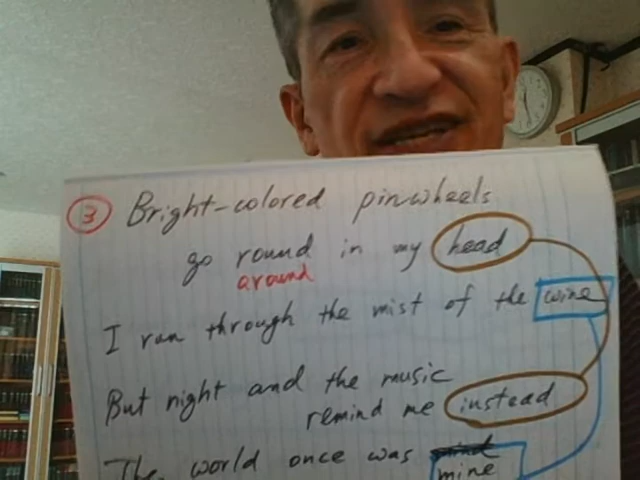 3 Bright-colored pinwheels
go round in my head
around
I run through the mist of the wine
But night and the music
remind me instead
The world once was
mine